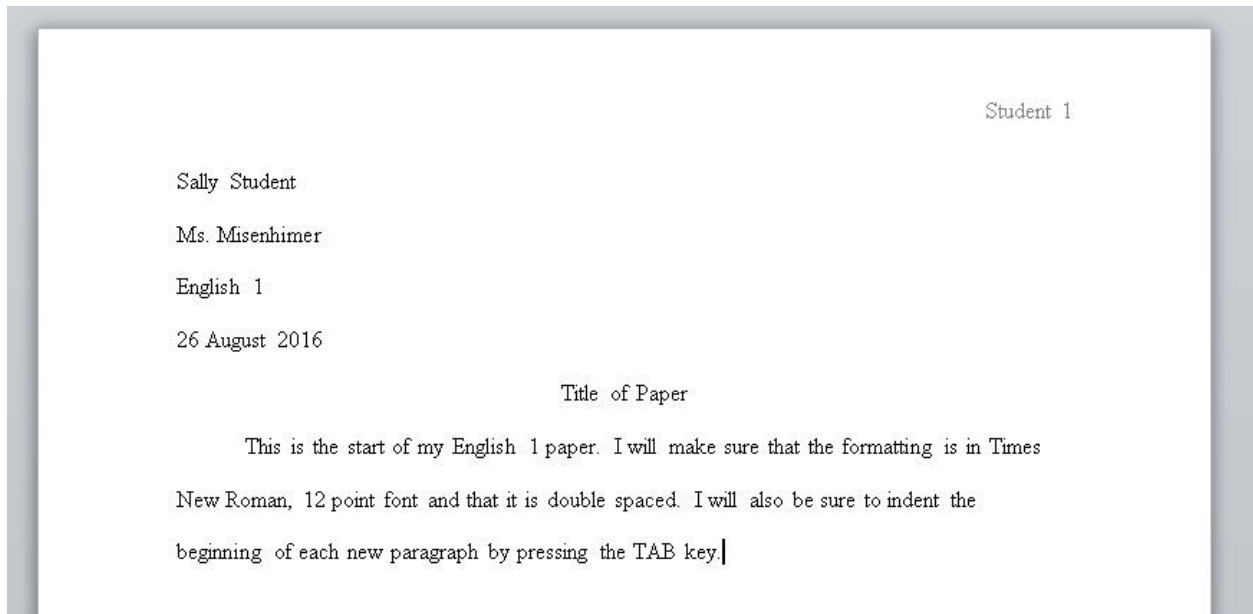 Student 1
Sally Student
Ms. Misenhimer
English 1
26 August 2016
Title of Paper
This is the start of my English 1 paper. I will make sure that the formatting is in Times
New Roman, 12 point font and that it is double spaced. I will also be sure to indent the
beginning of each new paragraph by pressing the TAB key.